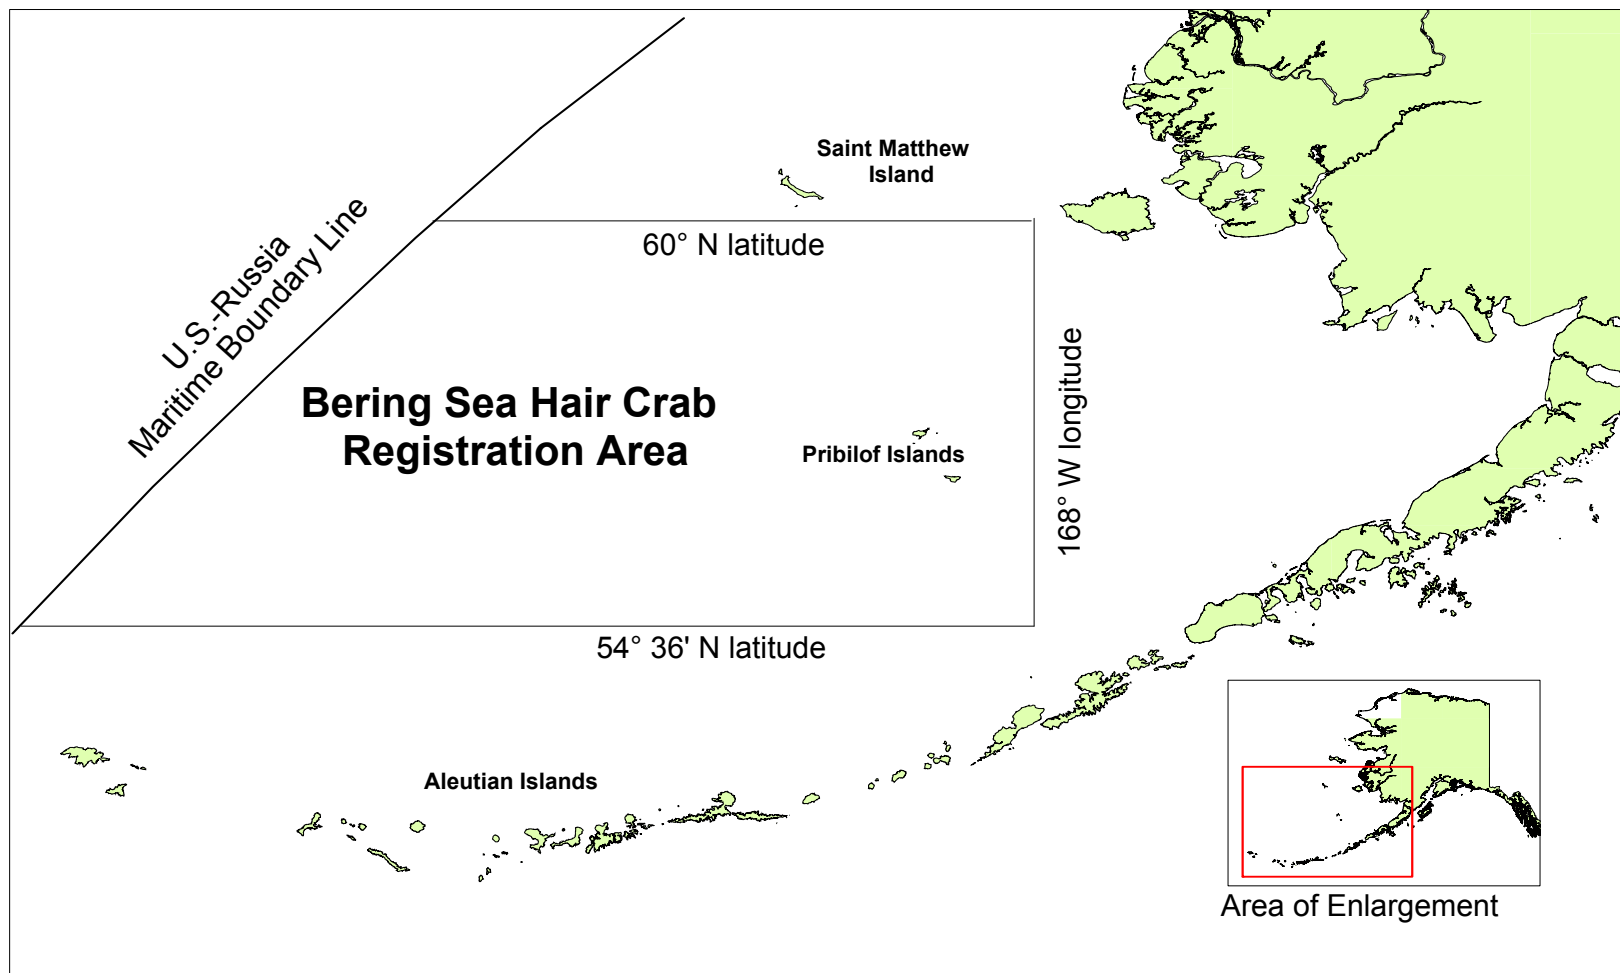 Saint Matthew
Island
60° N latitude
U.S.-Russia
Maritime Boundary Line
Bering Sea Hair Crab
Registration Area
Pribilof Islands
168° W longitude
54° 36' N latitude
Aleutian Islands
Area of Enlargement